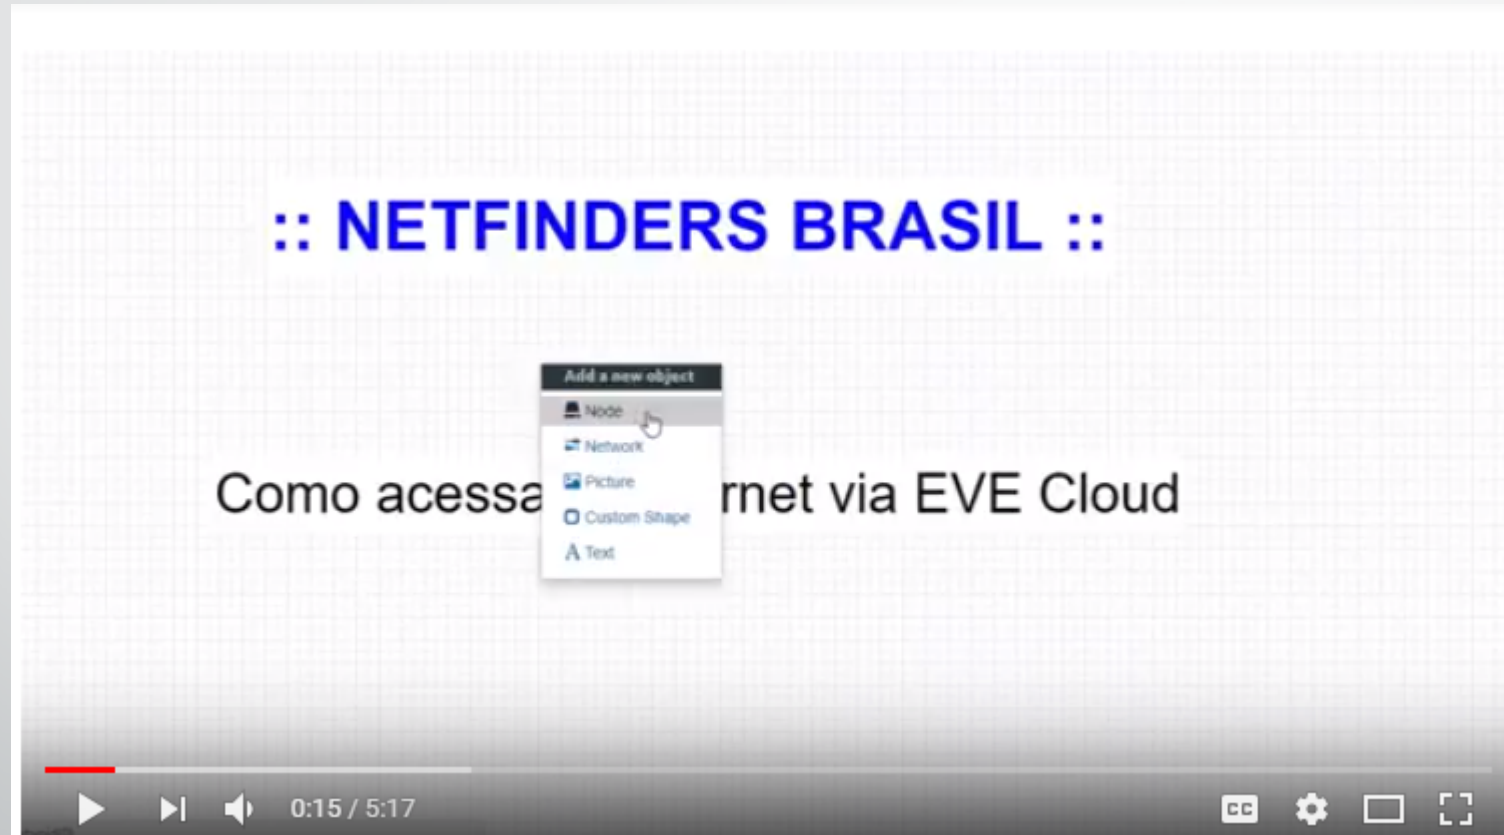 :: NETFINDERS BRASIL ::
Add a new object
Node
Network
Picture
Custom Shape
Text
Como acessa rnet via EVE Cloud
0:15 / 5:17
CC